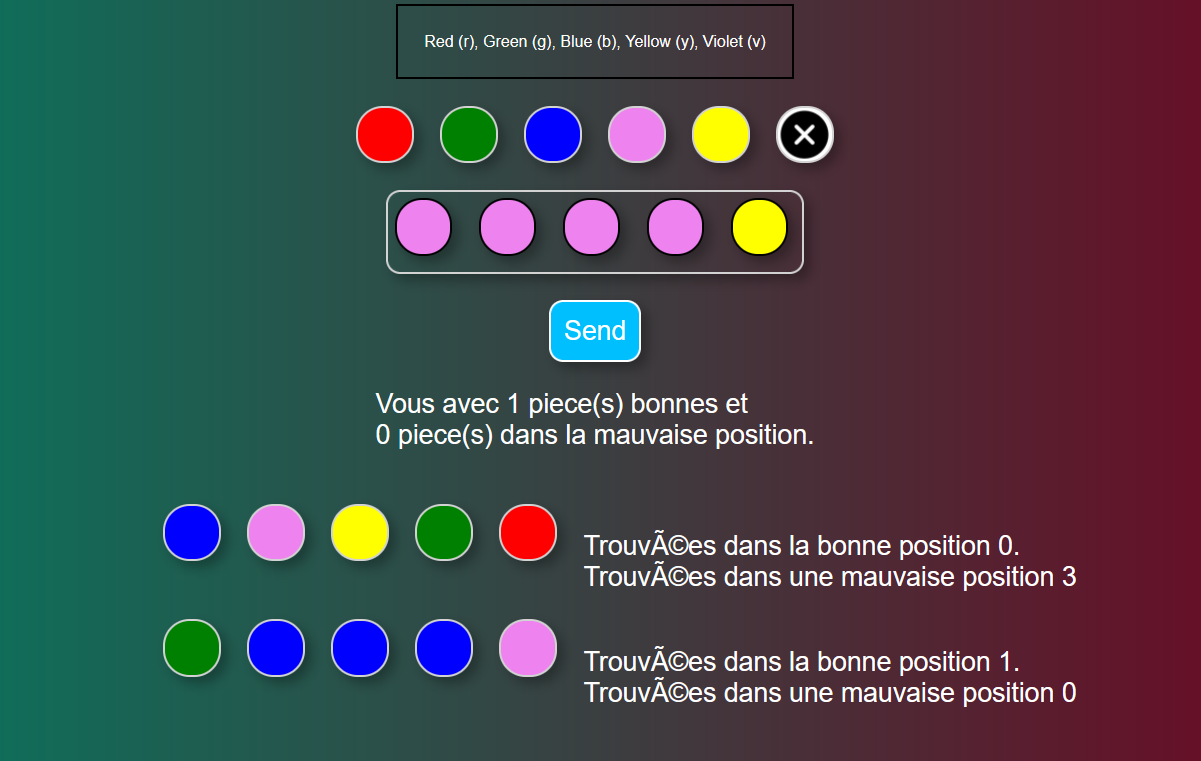 Red (r), Green (g), Blue (b), Yellow (y), Violet (v)
Send
Vous avec 1 piece(s) bonnes et
0 piece(s) dans la mauvaise position.
TrouvÃ©es dans la bonne position 0.
TrouvÃ©es dans une mauvaise position 3
TrouvÃ©es dans la bonne position 1.
TrouvÃ©es dans une mauvaise position 0